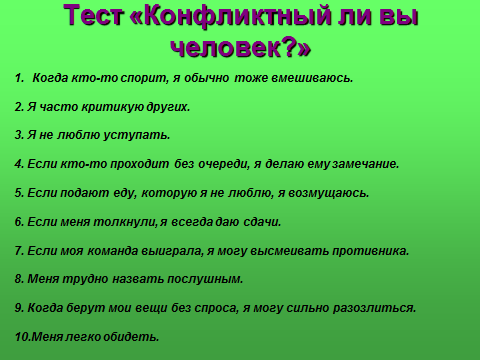 Тест «Конфликтный ли вы
человек?»
1. Когда кто-то спорит, я обычно тоже вмешиваюсь.
2. Я часто критикую других.
3. Я не люблю уступать.
4. Если кто-то проходит без очереди, я делаю ему замечание.
5. Если подают еду, которую я не люблю, я возмущаюсь.
6. Если меня толкнули, я всегда даю сдачи.
7. Если моя команда выиграла, я могу высмеивать противника.
8. Меня трудно назвать послушным.
9. Когда берут мои вещи без спроса, я могу сильно разозлиться.
10.Меня легко обидеть.